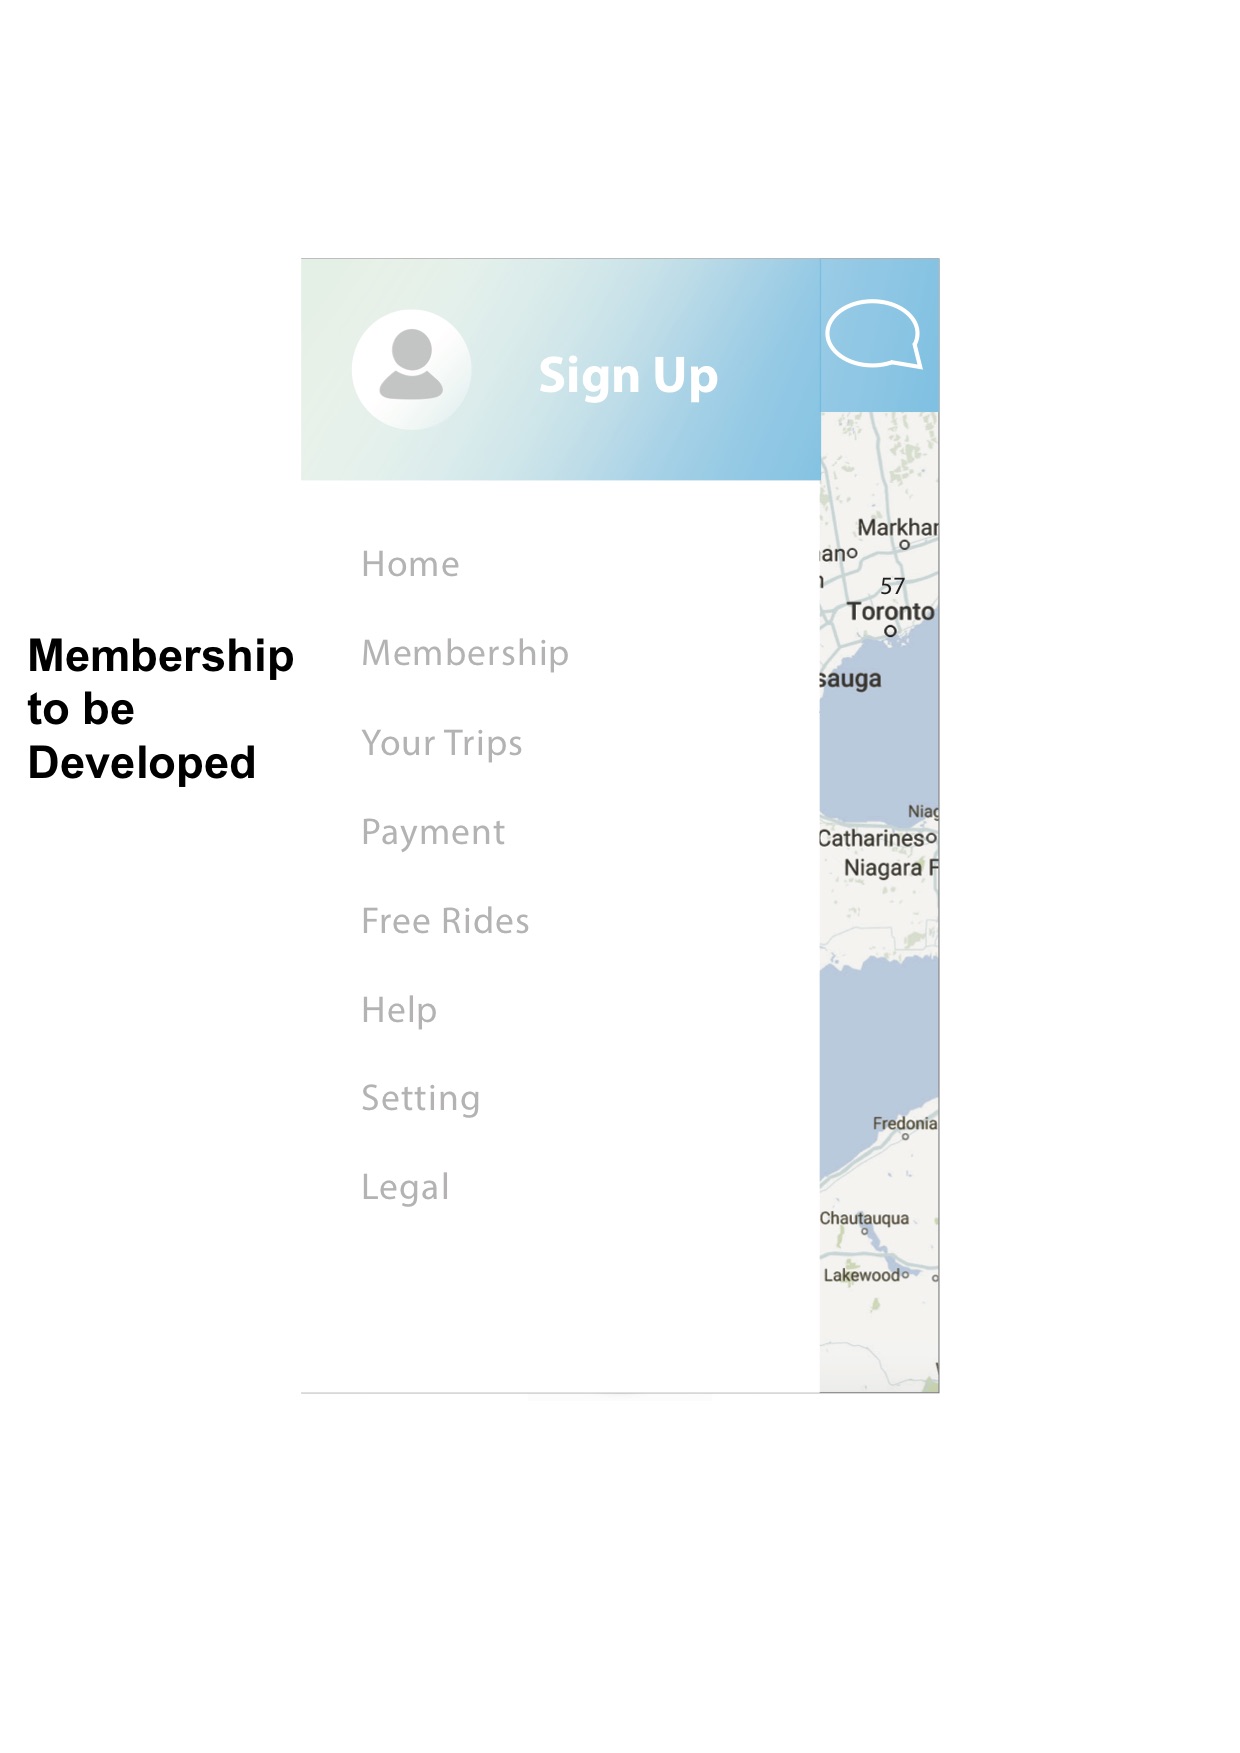 Sign Up
Home
Membership
Your Trips
Payment
Free Rides
Help
Setting
Legal
Membership
to be
Developed
Markhar
ano
57
Toronto
sauga
Niag
Catharines
Niagara F
Fredonia
Chautauqua
Lakewood